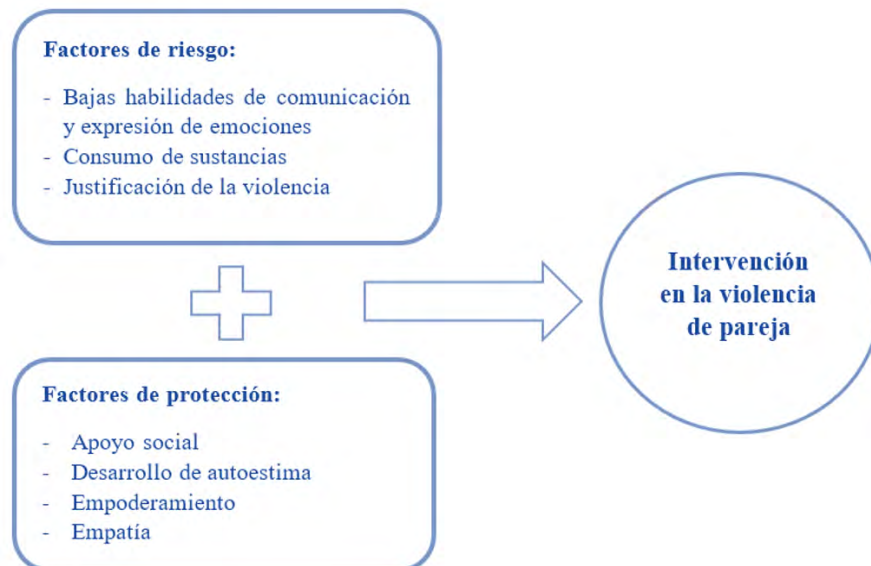 Factores de riesgo:
- Bajas habilidades de comunicación
y expresión de emociones
- Consumo de sustancias
- Justificación de la violencia
Intervención
en la violencia
de pareja
Factores de protección:
- Apoyo social
- Desarrollo de autoestima
- Empoderamiento
- Empatía